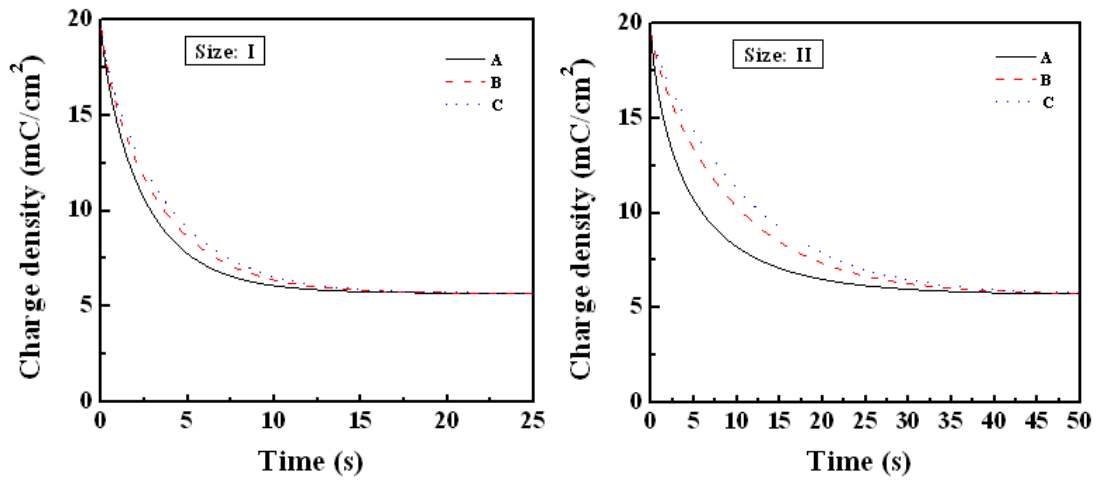 20
15
10
5
0
Charge density (mC/cm²)
Size: I
A
B
C
0 5 10 15 20 25
Time (s)
20
15
10
5
0
Charge density (mC/cm²)
Size: II
A
B
C
0 5 10 15 20 25 30 35 40 45 50
Time (s)